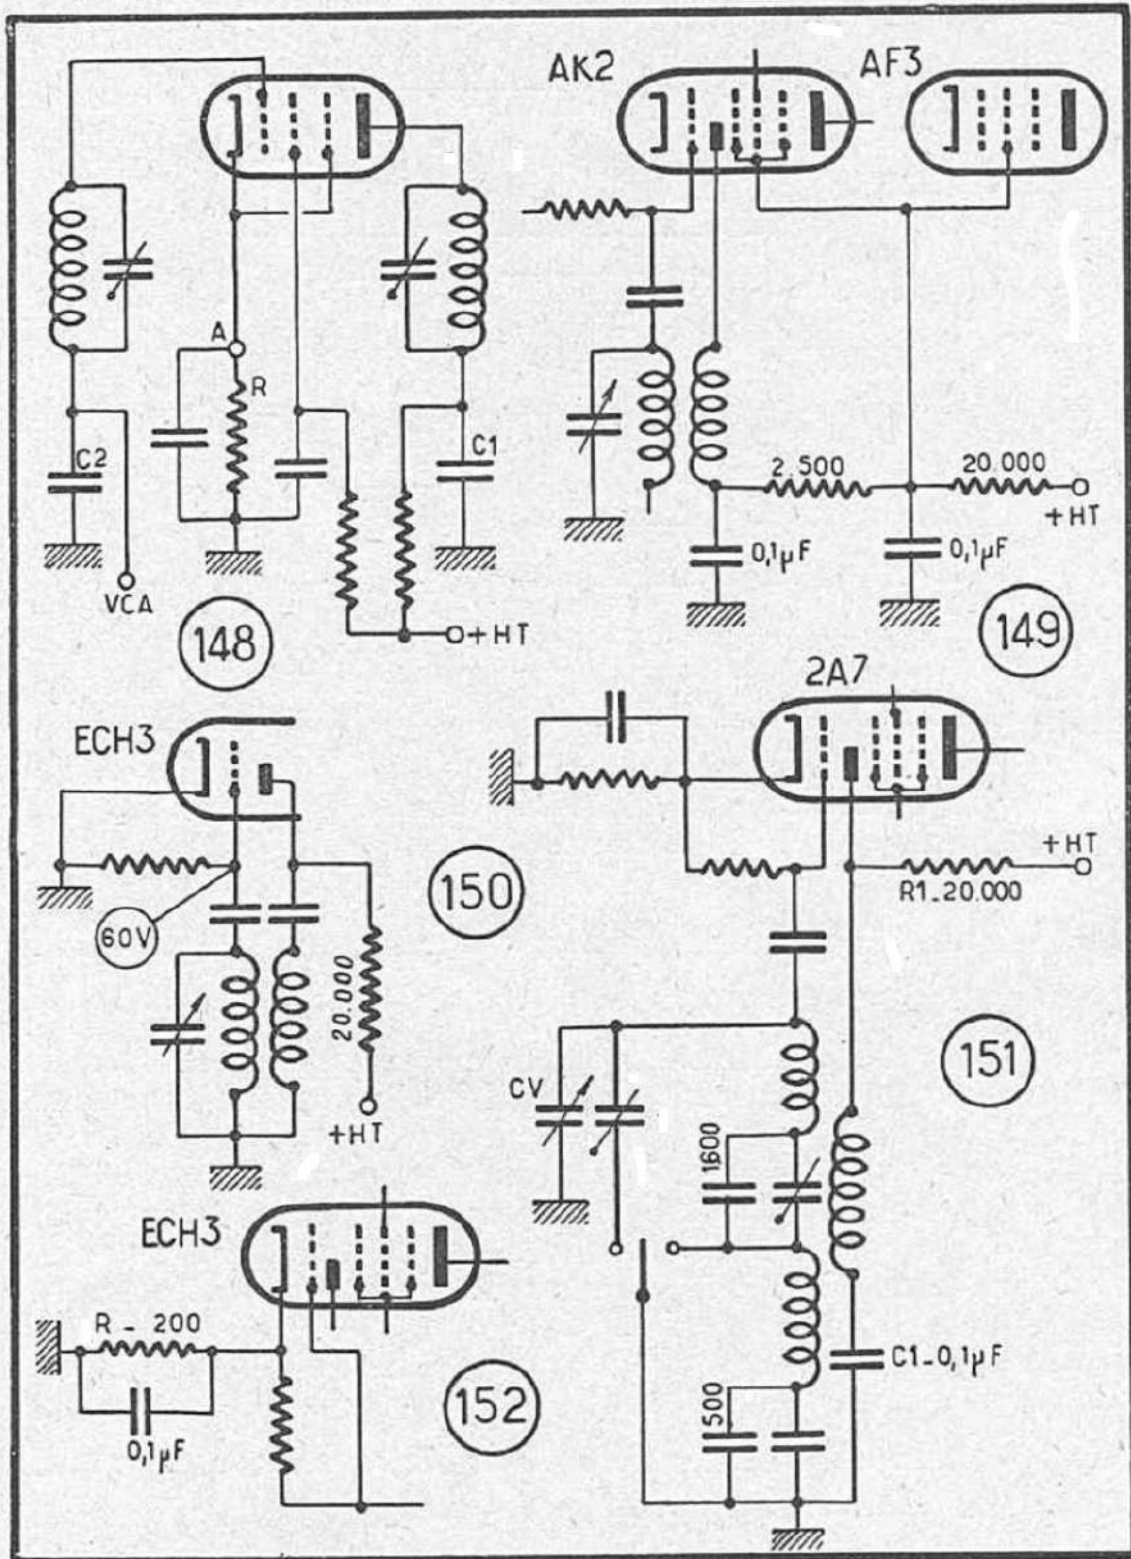 AK2
AF3
A
R
C2
C1
VCA
+HT
148
2.500
20.000
+HT
0,1µF
0,1µF
149
ECH3
60V
20.000
+HT
150
2A7
+HT
R1_20.000
CV
1600
500
C1_0,1µF
151
ECH3
R_200
0,1µF
152